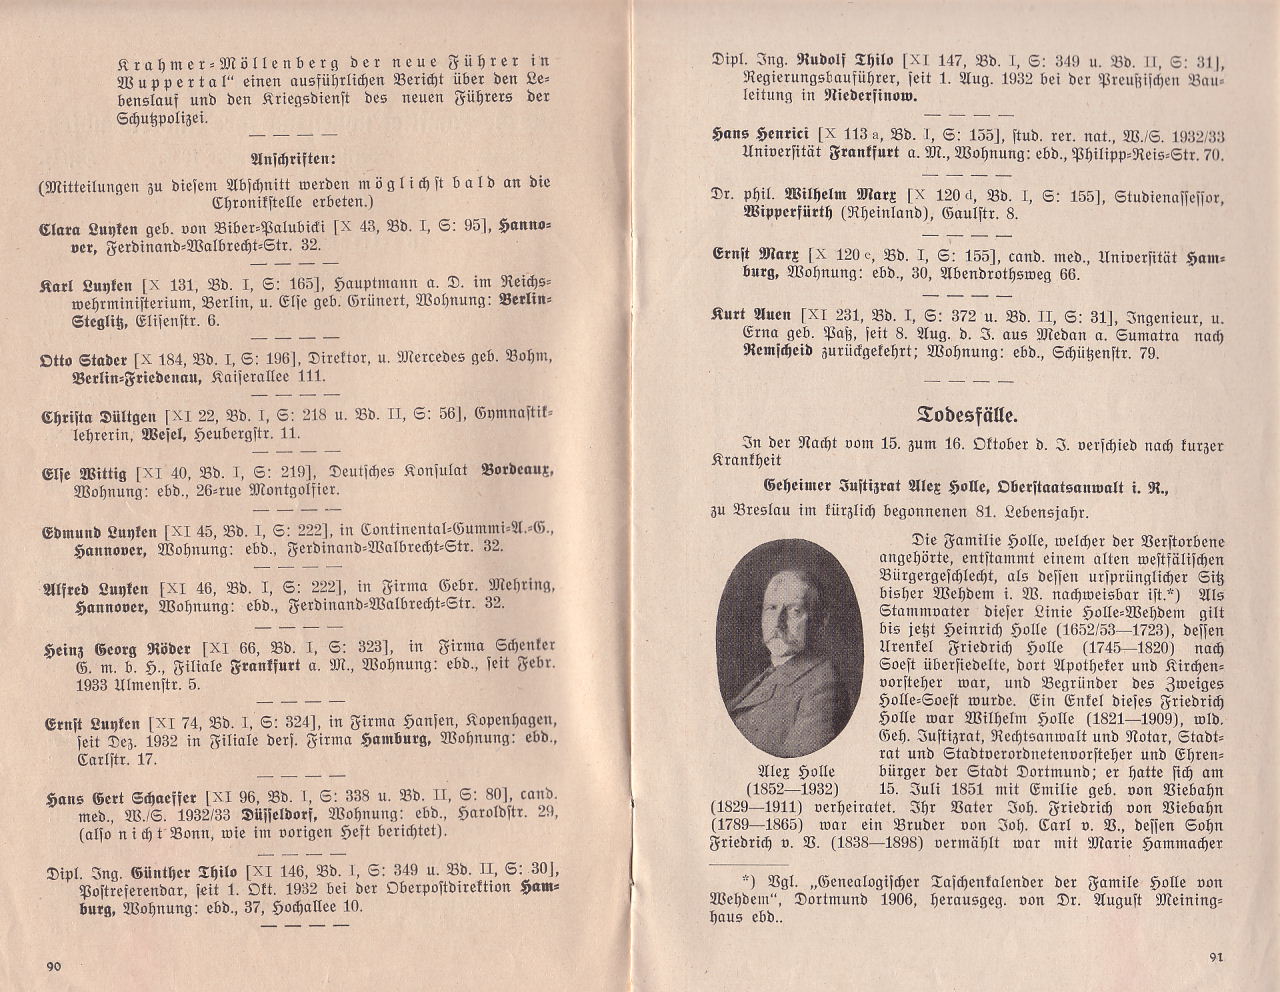 Krahmer-Möllenberg der neue Führer in
Wuppertal“ einen ausführlichen Bericht über den Le-
benslauf und den Kriegsdienst des neuen Führers der
Schutzpolizei.
Anschriften:
(Mitteilungen zu diesem Abschnitt werden möglichst bald an die
Chronikstelle erbeten.)
Clara Luyken geb. von Biber-Palubicki [X 43, Bd. I, S: 95], Hanno-
ver, Ferdinand-Walbrecht-Str. 32.
Karl Luyken [X 131, Bd. I, S: 165], Hauptmann a. D. im Reichs-
wehrministerium, Berlin, u. Else geb. Grünert, Wohnung: Berlin-
Steglitz, Elisenstr. 6.
Otto Stader [X 184, Bd. I, S: 196], Direktor, u. Mercedes geb. Bohm,
Berlin-Friedenau, Kaiserallee 111.
Christa Dültgen [XI 22, Bd. I, S: 218 u. Bd. II, S: 56], Gymnastik-
lehrerin, Wesel, Heubergstr. 11.
Else Wittig [XI 40, Bd. I, S: 219], Deutsches Konsulat Bordeaux,
Wohnung: ebd., 26-rue Montgolfier.
Edmund Luyken [XI 45, Bd. I, S: 222], in Continental-Gummi-A.-G.,
Hannover, Wohnung: ebd., Ferdinand-Walbrecht-Str. 32.
Alfred Luyken [XI 46, Bd. I, S: 222], in Firma Gebr. Mehring,
Hannover, Wohnung: ebd., Ferdinand-Walbrecht-Str. 32.
Heinz Georg Röder [XI 66, Bd. I, S: 323], in Firma Schenker
G. m. b. H., Filiale Frankfurt a. M., Wohnung: ebd., seit Febr.
1933 Ulmenstr. 5.
Ernst Luyken [XI 74, Bd. I, S: 324], in Firma Hansen, Kopenhagen,
seit Dez. 1932 in Filiale ders. Firma Hamburg, Wohnung: ebd.,
Carlstr. 17.
Hans Gert Schaeffer [XI 96, Bd. I, S: 338 u. Bd. II, S: 80], cand.
med., W./S. 1932/33 Düsseldorf, Wohnung: ebd., Haroldstr. 29,
(also nicht Bonn, wie im vorigen Heft berichtet).
Dipl. Ing. Günther Thilo [XI 146, Bd. I, S: 349 u. Bd. II, S: 30],
Postreferendar, seit 1. Okt. 1932 bei der Oberpostdirektion Ham-
burg, Wohnung: ebd., 37, Hochallee 10.
90
Dipl. Ing. Rudolf Thilo [XI 147, Bd. I, S: 349 u. Bd. II, S: 31],
Regierungsbauführer, seit 1. Aug. 1932 bei der Preußischen Bau-
leitung in Niederfinow.
Hans Henrici [X 113 a, Bd. I, S: 155], stud. rer. nat., W./S. 1932/33
Universität Frankfurt a. M., Wohnung: ebd., Philipp-Reis-Str. 70.
Dr. phil. Wilhelm Marx [X 120 d, Bd. I, S: 155], Studienassessor,
Wipperfürth (Rheinland), Gaulstr. 8.
Ernst Marx [X 120 e, Bd. I, S: 155], cand. med., Universität Ham-
burg, Wohnung: ebd., 30, Abendrothsweg 66.
Kurt Auen [XI 231, Bd. I, S: 372 u. Bd. II, S: 31], Ingenieur, u.
Erna geb. Paß, seit 8. Aug. d. J. aus Medan a. Sumatra nach
Remscheid zurückgekehrt; Wohnung: ebd., Schützenstr. 79.
Todesfälle.
In der Nacht vom 15. zum 16. Oktober d. J. verschied nach kurzer
Krankheit
Geheimer Justizrat Alex Holle, Oberstaatsanwalt i. R.,
zu Breslau im kürzlich begonnenen 81. Lebensjahr.
Die Familie Holle, welcher der Verstorbene
angehörte, entstammt einem alten westfälischen
Bürgergeschlecht, als dessen ursprünglicher Sitz
bisher Wehdem i. W. nachweisbar ist.*) Als
Stammvater dieser Linie Holle-Wehdem gilt
bis jetzt Heinrich Holle (1652/53—1723), dessen
Urenkel Friedrich Holle (1745—1820) nach
Soest übersiedelte, dort Apotheker und Kirchen-
vorsteher war, und Begründer des Zweiges
Holle-Soest wurde. Ein Enkel dieses Friedrich
Holle war Wilhelm Holle (1821—1909), wld.
Geh. Justizrat, Rechtsanwalt und Notar, Stadt-
rat und Stadtverordnetenvorsteher und Ehren-
bürger der Stadt Dortmund; er hatte sich am
15. Juli 1851 mit Emilie geb. von Viebahn
Alex Holle
(1852—1932)
(1829—1911) verheiratet. Ihr Vater Joh. Friedrich von Viebahn
(1789—1865) war ein Bruder von Joh. Carl v. V., dessen Sohn
Friedrich v. V. (1838—1898) vermählt war mit Marie Hammacher
*) Vgl. „Genealogischer Taschenkalender der Famile Holle von
Wehdem“, Dortmund 1906, herausgeg. von Dr. August Meining-
haus ebd..
91